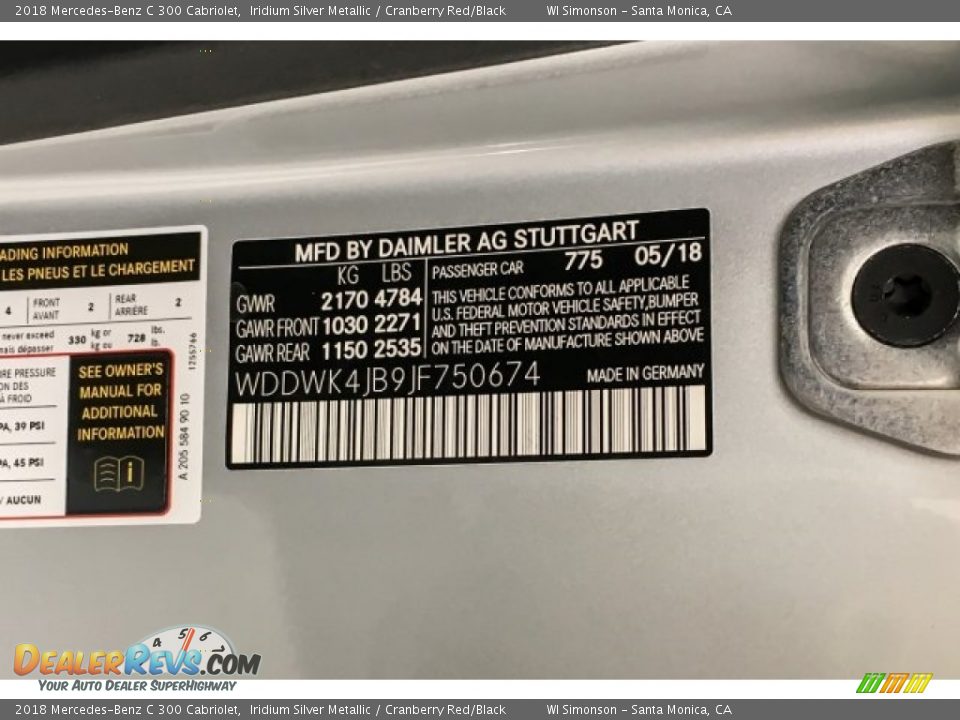 2018 Mercedes-Benz C 300 Cabriolet, Iridium Silver Metallic / Cranberry Red/Black WI Simonson - Santa Monica, CA
ADING INFORMATION
LES PNEUS ET LE CHARGEMENT
4 FRONT AVANT 2 REAR ARRIÈRE 2
never exceed
mais dépasser 330 kg or kg ou 728 lbs. lb.
RE PRESSURE
ON DES
À FROID
PA, 39 PSI
PA, 45 PSI
/ AUCUN
SEE OWNER'S
MANUAL FOR
ADDITIONAL
INFORMATION
i
1255766
A 205 584 90 10
MFD BY DAIMLER AG STUTTGART
KG LBS
GVWR 2170 4784
GAWR FRONT 1030 2271
GAWR REAR 1150 2535
PASSENGER CAR 775 05/18
THIS VEHICLE CONFORMS TO ALL APPLICABLE
U.S. FEDERAL MOTOR VEHICLE SAFETY,BUMPER
AND THEFT PREVENTION STANDARDS IN EFFECT
ON THE DATE OF MANUFACTURE SHOWN ABOVE
WDDWK4JB9JF750674 MADE IN GERMANY
4 5 6 7
DEALERREVS.COM
YOUR AUTO DEALER SUPERHIGHWAY
2018 Mercedes-Benz C 300 Cabriolet, Iridium Silver Metallic / Cranberry Red/Black WI Simonson - Santa Monica, CA